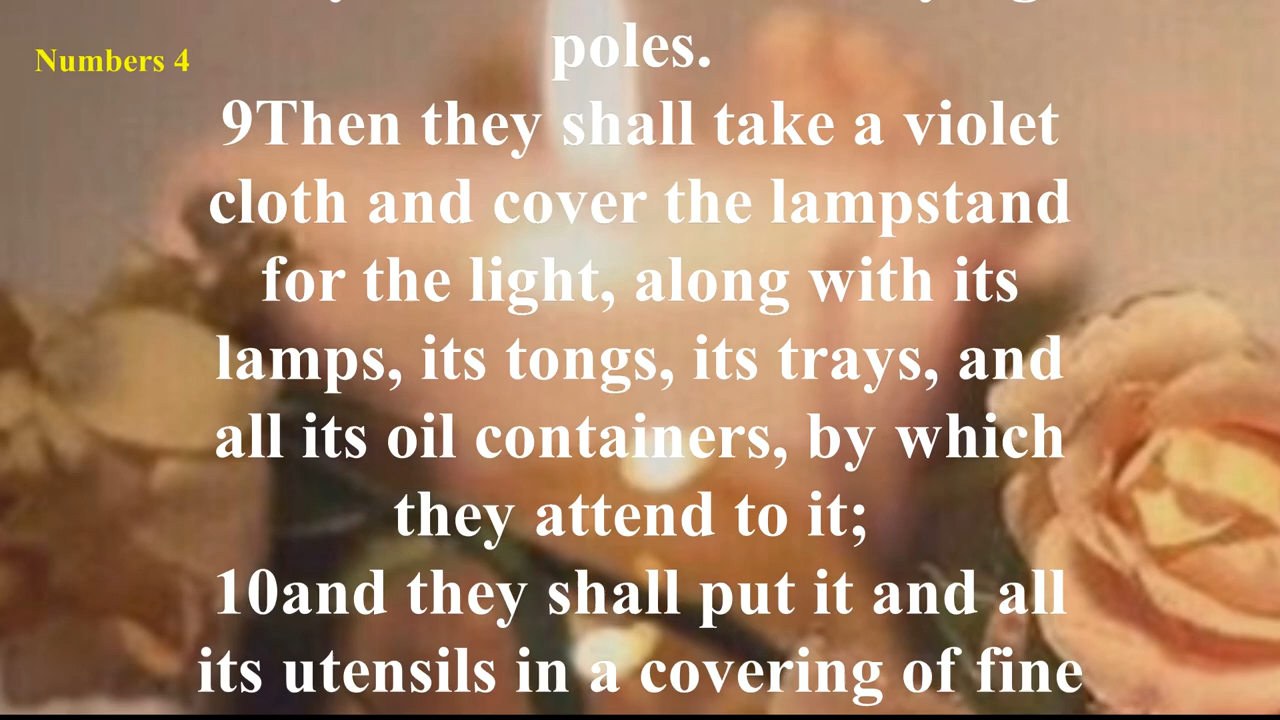 Numbers 4
poles.
9Then they shall take a violet
cloth and cover the lampstand
for the light, along with its
lamps, its tongs, its trays, and
all its oil containers, by which
they attend to it;
10and they shall put it and all
its utensils in a covering of fine